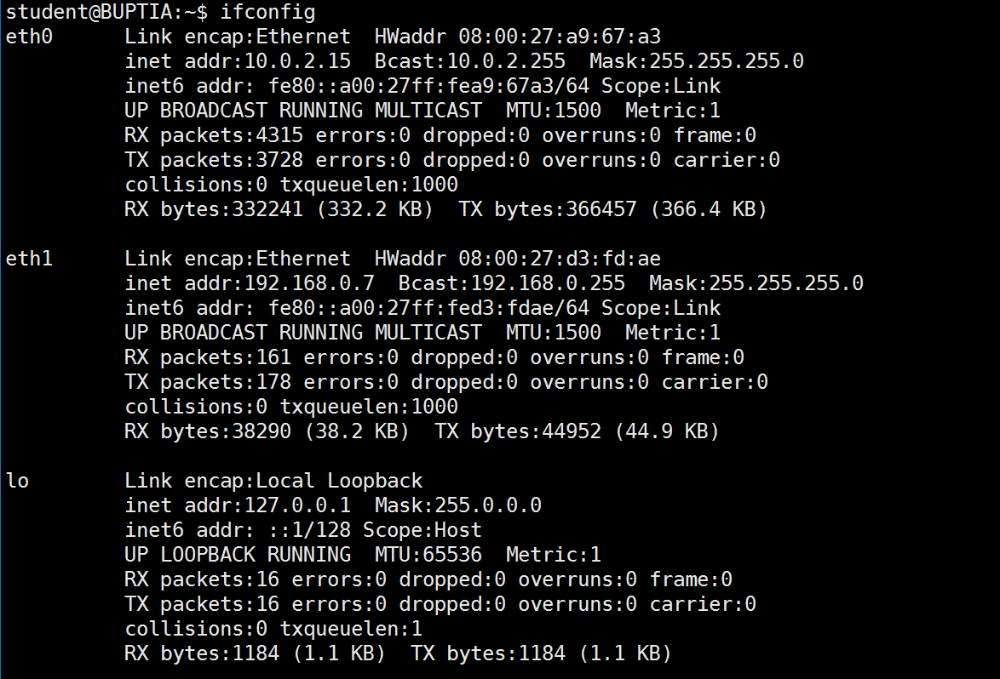 student@BUPTIA:~$ ifconfig
eth0      Link encap:Ethernet  HWaddr 08:00:27:a9:67:a3
          inet addr:10.0.2.15  Bcast:10.0.2.255  Mask:255.255.255.0
          inet6 addr: fe80::a00:27ff:fea9:67a3/64 Scope:Link
          UP BROADCAST RUNNING MULTICAST  MTU:1500  Metric:1
          RX packets:4315 errors:0 dropped:0 overruns:0 frame:0
          TX packets:3728 errors:0 dropped:0 overruns:0 carrier:0
          collisions:0 txqueuelen:1000
          RX bytes:332241 (332.2 KB)  TX bytes:366457 (366.4 KB)

eth1      Link encap:Ethernet  HWaddr 08:00:27:d3:fd:ae
          inet addr:192.168.0.7  Bcast:192.168.0.255  Mask:255.255.255.0
          inet6 addr: fe80::a00:27ff:fed3:fdae/64 Scope:Link
          UP BROADCAST RUNNING MULTICAST  MTU:1500  Metric:1
          RX packets:161 errors:0 dropped:0 overruns:0 frame:0
          TX packets:178 errors:0 dropped:0 overruns:0 carrier:0
          collisions:0 txqueuelen:1000
          RX bytes:38290 (38.2 KB)  TX bytes:44952 (44.9 KB)

lo        Link encap:Local Loopback
          inet addr:127.0.0.1  Mask:255.0.0.0
          inet6 addr: ::1/128 Scope:Host
          UP LOOPBACK RUNNING  MTU:65536  Metric:1
          RX packets:16 errors:0 dropped:0 overruns:0 frame:0
          TX packets:16 errors:0 dropped:0 overruns:0 carrier:0
          collisions:0 txqueuelen:1
          RX bytes:1184 (1.1 KB)  TX bytes:1184 (1.1 KB)